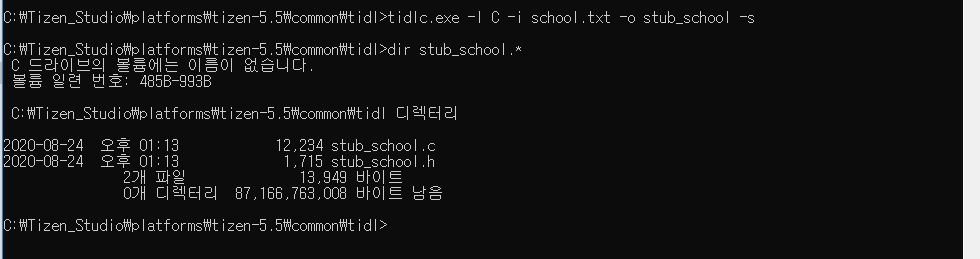 C:₩Tizen_Studio₩platforms₩tizen-5.5₩common₩tidl>tidlc.exe -l C -i school.txt -o stub_school -s
C:₩Tizen_Studio₩platforms₩tizen-5.5₩common₩tidl>dir stub_school.*
 C 드라이브의 볼륨에는 이름이 없습니다.
 볼륨 일련 번호: 485B-993B
 C:₩Tizen_Studio₩platforms₩tizen-5.5₩common₩tidl 디렉터리
2020-08-24  오후 01:13            12,234 stub_school.c
2020-08-24  오후 01:13             1,715 stub_school.h
               2개 파일              13,949 바이트
               0개 디렉터리  87,166,763,008 바이트 남음
C:₩Tizen_Studio₩platforms₩tizen-5.5₩common₩tidl>